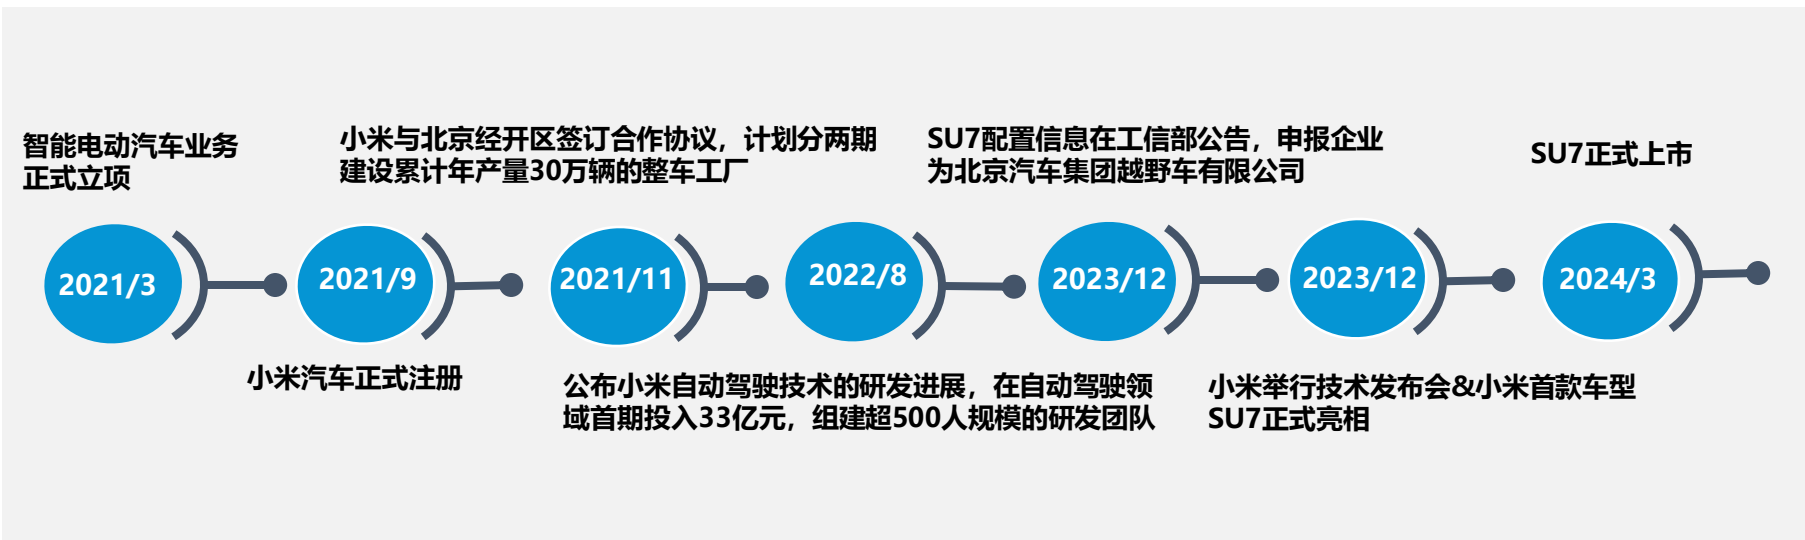 智能电动汽车业务
正式立项
小米与北京经开区签订合作协议，计划分两期
建设累计年产量30万辆的整车工厂
SU7配置信息在工信部公告，申报企业
为北京汽车集团越野车有限公司
SU7正式上市
2021/3
2021/9
2021/11
2022/8
2023/12
2023/12
2024/3
小米汽车正式注册
公布小米自动驾驶技术的研发进展，在自动驾驶领
域首期投入33亿元，组建超500人规模的研发团队
小米举行技术发布会&小米首款车型
SU7正式亮相